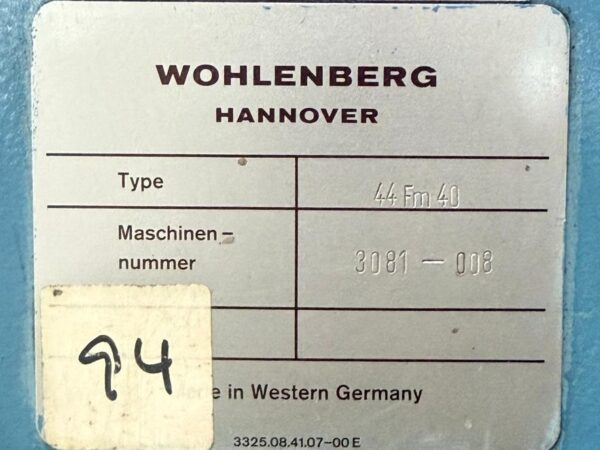 WOHLENBERG
HANNOVER
Type 44 Fm 40
Maschinen-
nummer 3081 — 008
94
in Western Germany
3325.08.41.07-00 E